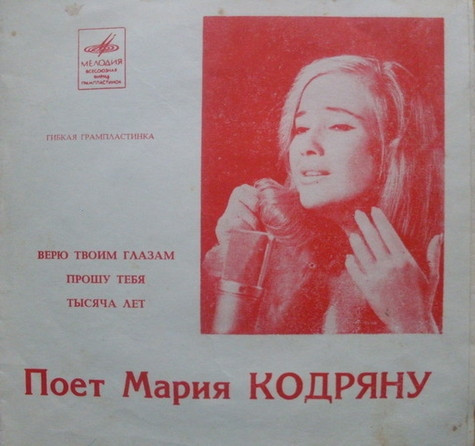 МЕЛОДИЯ
ВСЕСОЮЗНАЯ
ФИРМА
ГРАМПЛАСТИНОК
ГИБКАЯ ГРАМПЛАСТИНКА
ВЕРЮ ТВОИМ ГЛАЗАМ
ПРОШУ ТЕБЯ
ТЫСЯЧА ЛЕТ
Поет Мария КОДРЯНУ